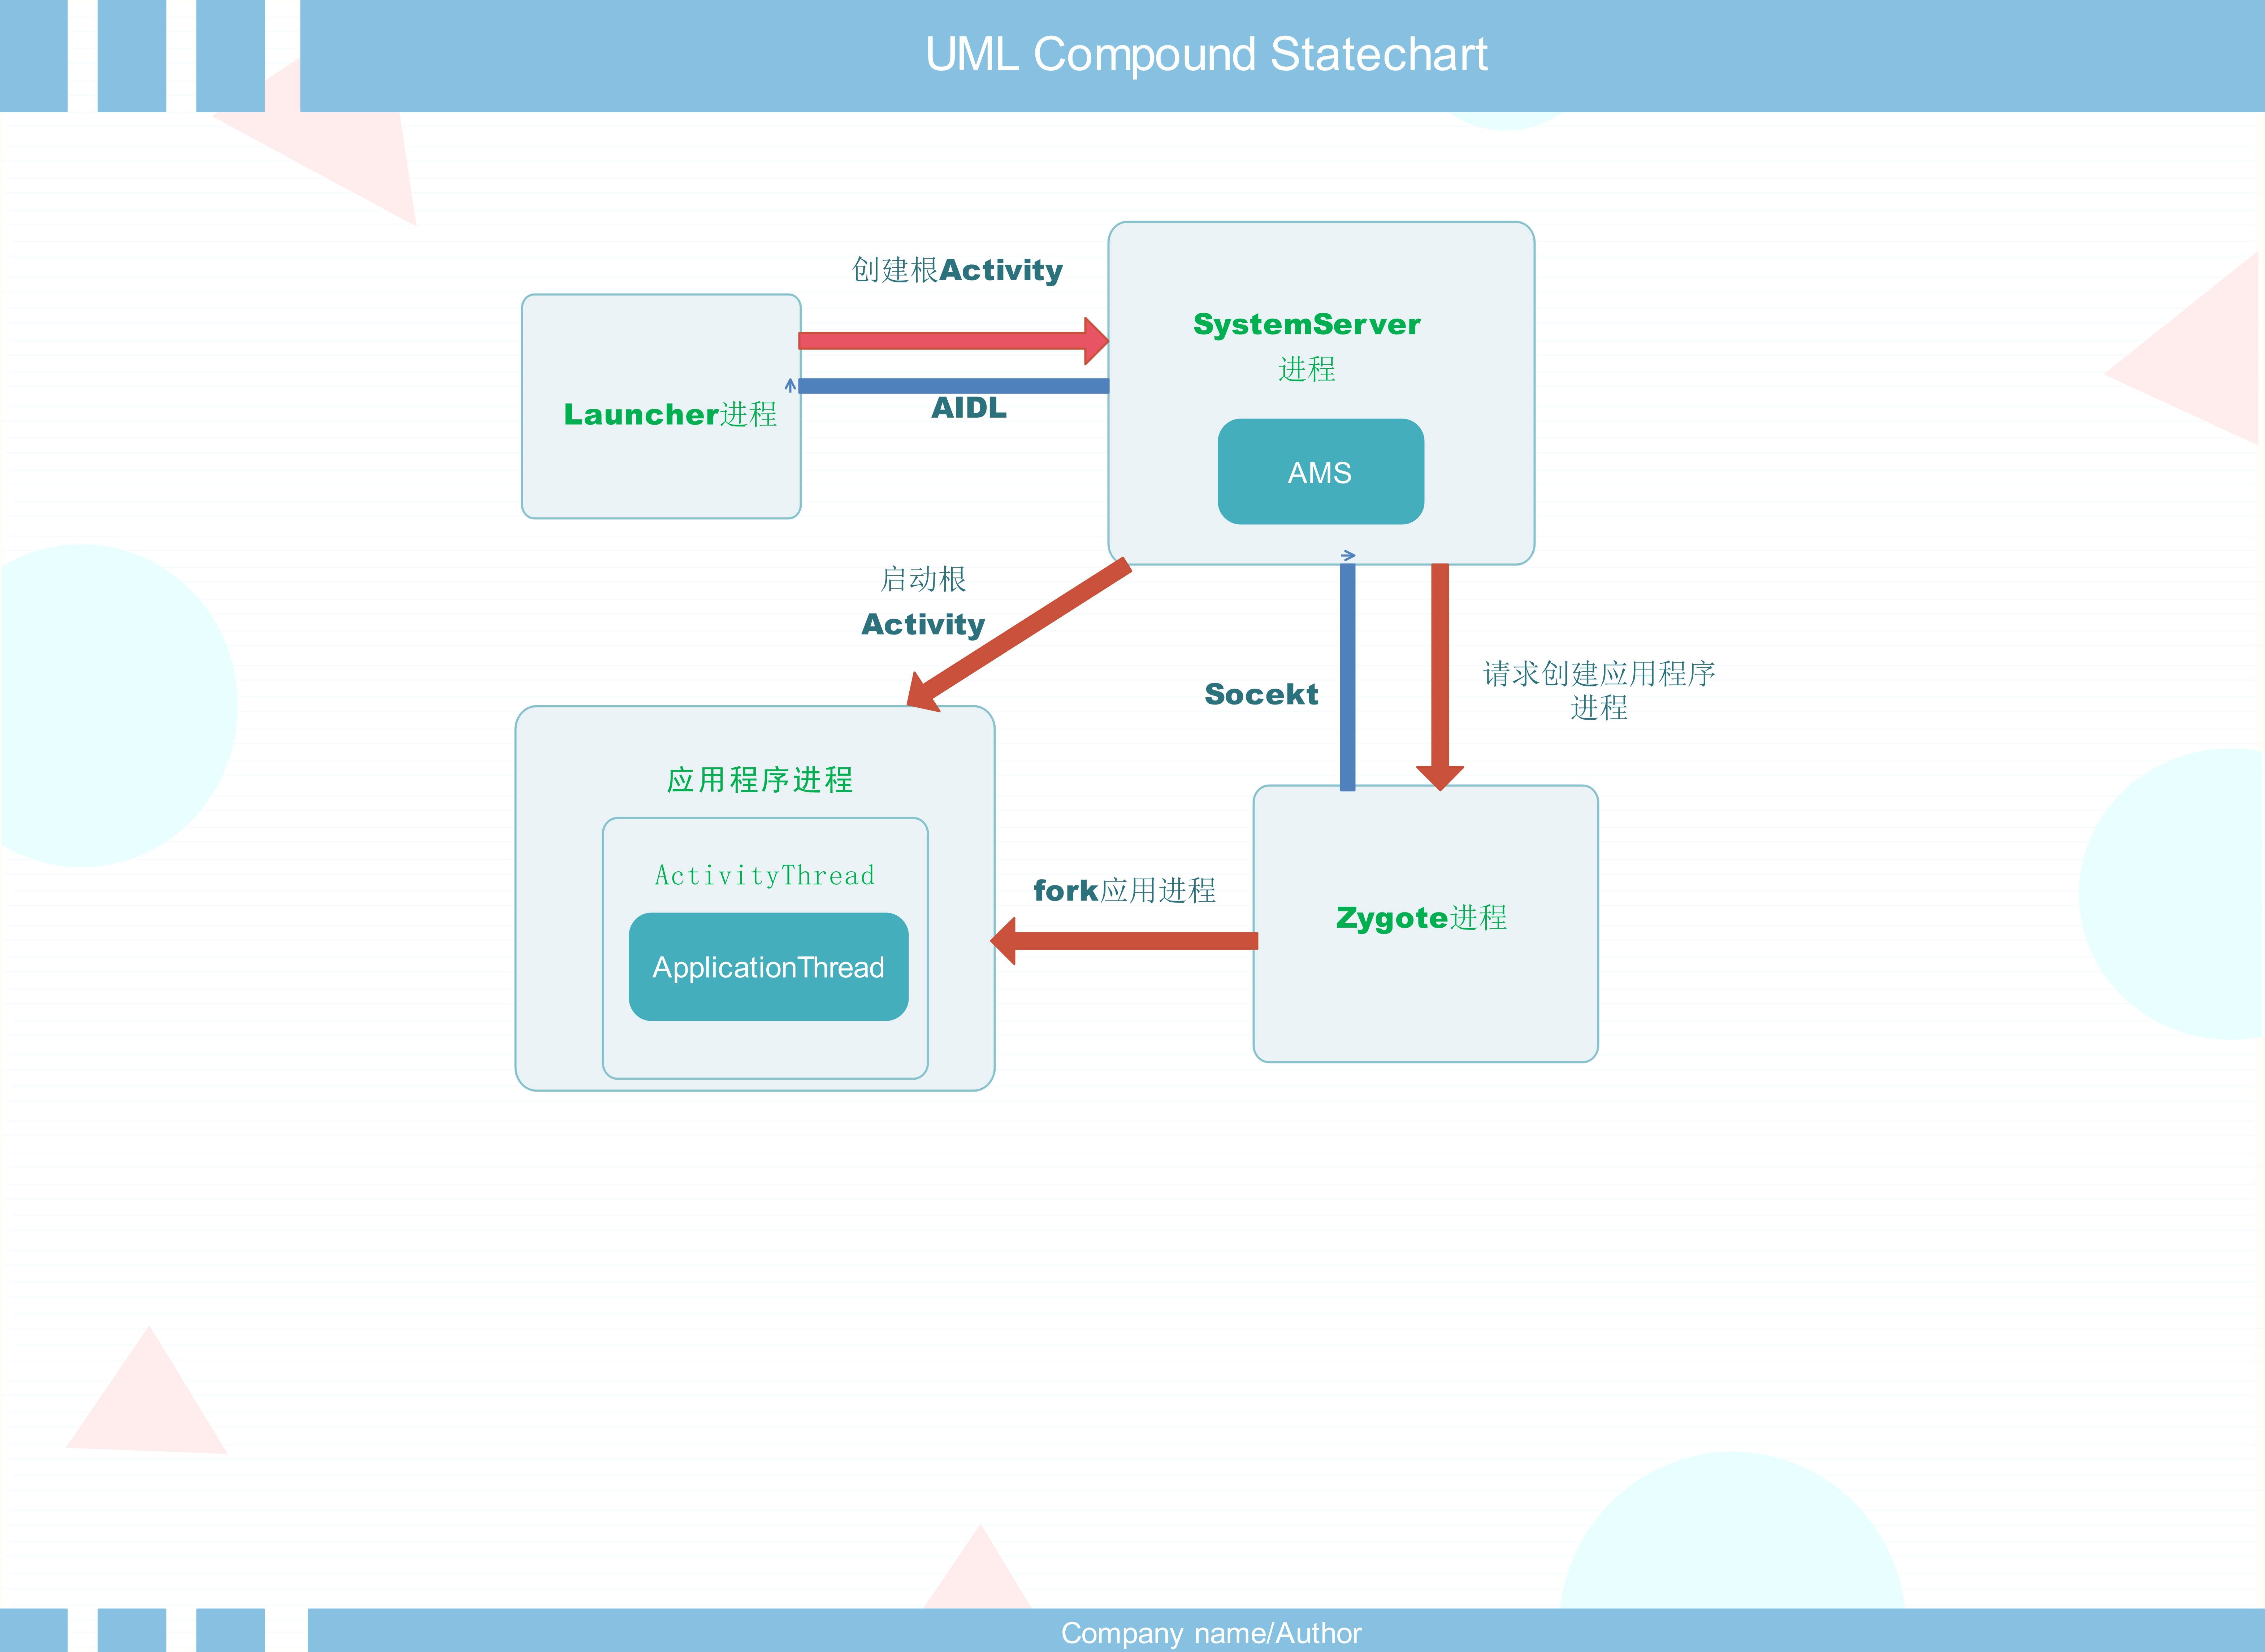 UML Compound Statechart
创建根Activity
SystemServer
进程
Launcher进程
AIDL
AMS
启动根
Activity
Socekt
请求创建应用程序
进程
应用程序进程
ActivityThread
fork应用进程
Zygote进程
ApplicationThread
Company name/Author